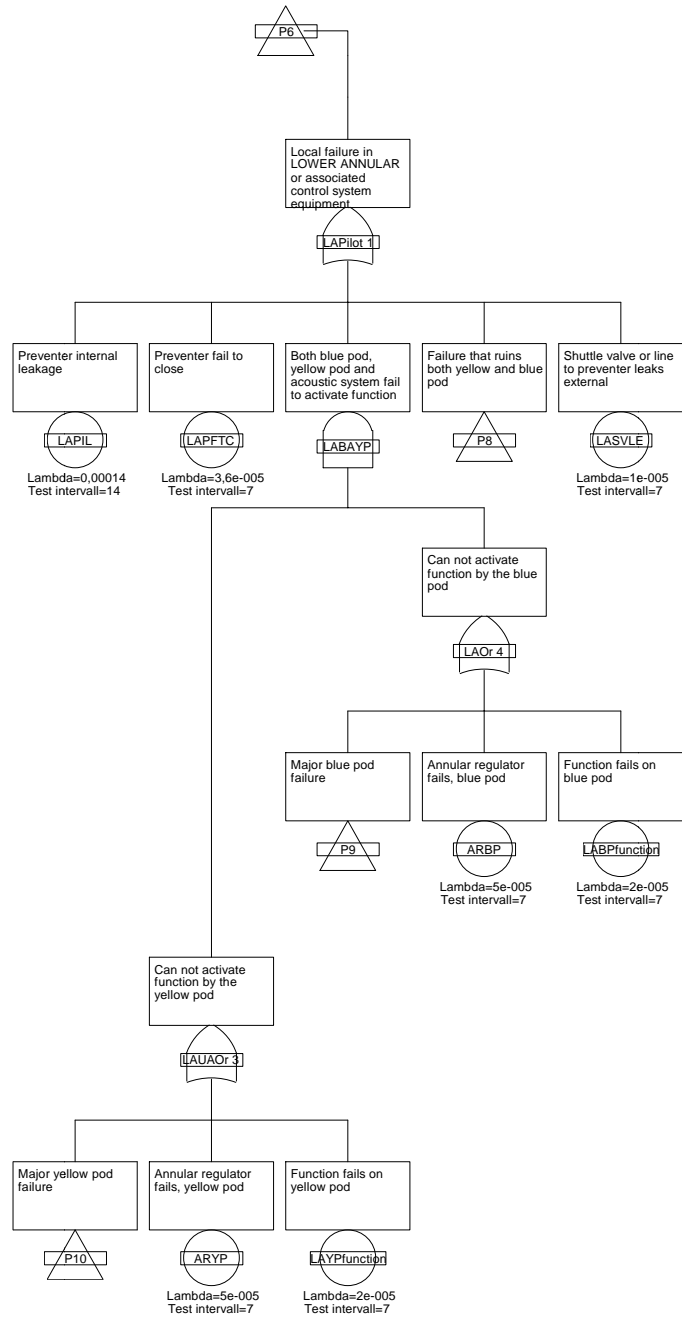 P6
Local failure in
LOWER ANNULAR
or associated
control system
equipment
LAPilot 1
Preventer internal
leakage
LAPIL
Lambda=0,00014
Test intervall=14
Preventer fail to
close
LAPFTC
Lambda=3,6e-005
Test intervall=7
Both blue pod,
yellow pod and
acoustic system fail
to activate function
LABAYP
Failure that ruins
both yellow and blue
pod
P8
Shuttle valve or line
to preventer leaks
external
LASVLE
Lambda=1e-005
Test intervall=7
Can not activate
function by the blue
pod
LAOr 4
Major blue pod
failure
P9
Annular regulator
fails, blue pod
ARBP
Lambda=5e-005
Test intervall=7
Function fails on
blue pod
LABPfunction
Lambda=2e-005
Test intervall=7
Can not activate
function by the
yellow pod
LAUAOr 3
Major yellow pod
failure
P10
Annular regulator
fails, yellow pod
ARYP
Lambda=5e-005
Test intervall=7
Function fails on
yellow pod
LAYPfunction
Lambda=2e-005
Test intervall=7